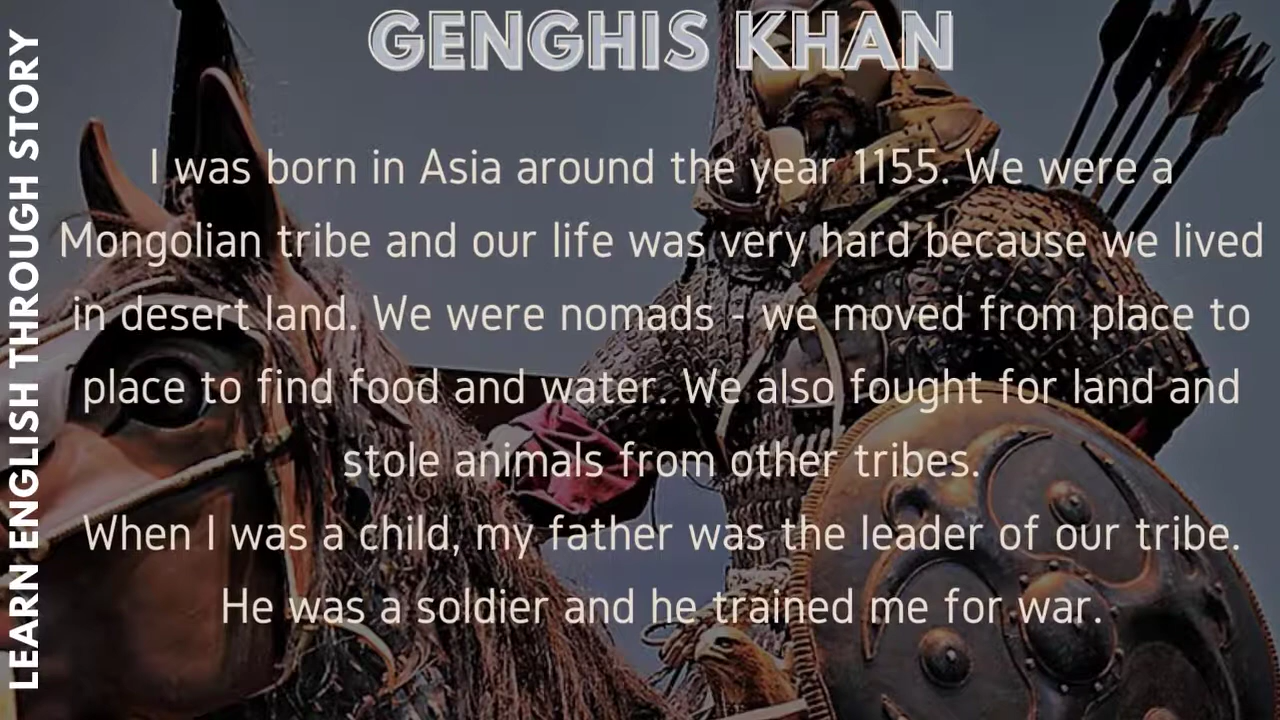 GENGHIS KHAN
LEARN ENGLISH THROUGH STORY
I was born in Asia around the year 1155. We were a
Mongolian tribe and our life was very hard because we lived
in desert land. We were nomads - we moved from place to
place to find food and water. We also fought for land and
stole animals from other tribes.
When I was a child, my father was the leader of our tribe.
He was a soldier and he trained me for war.